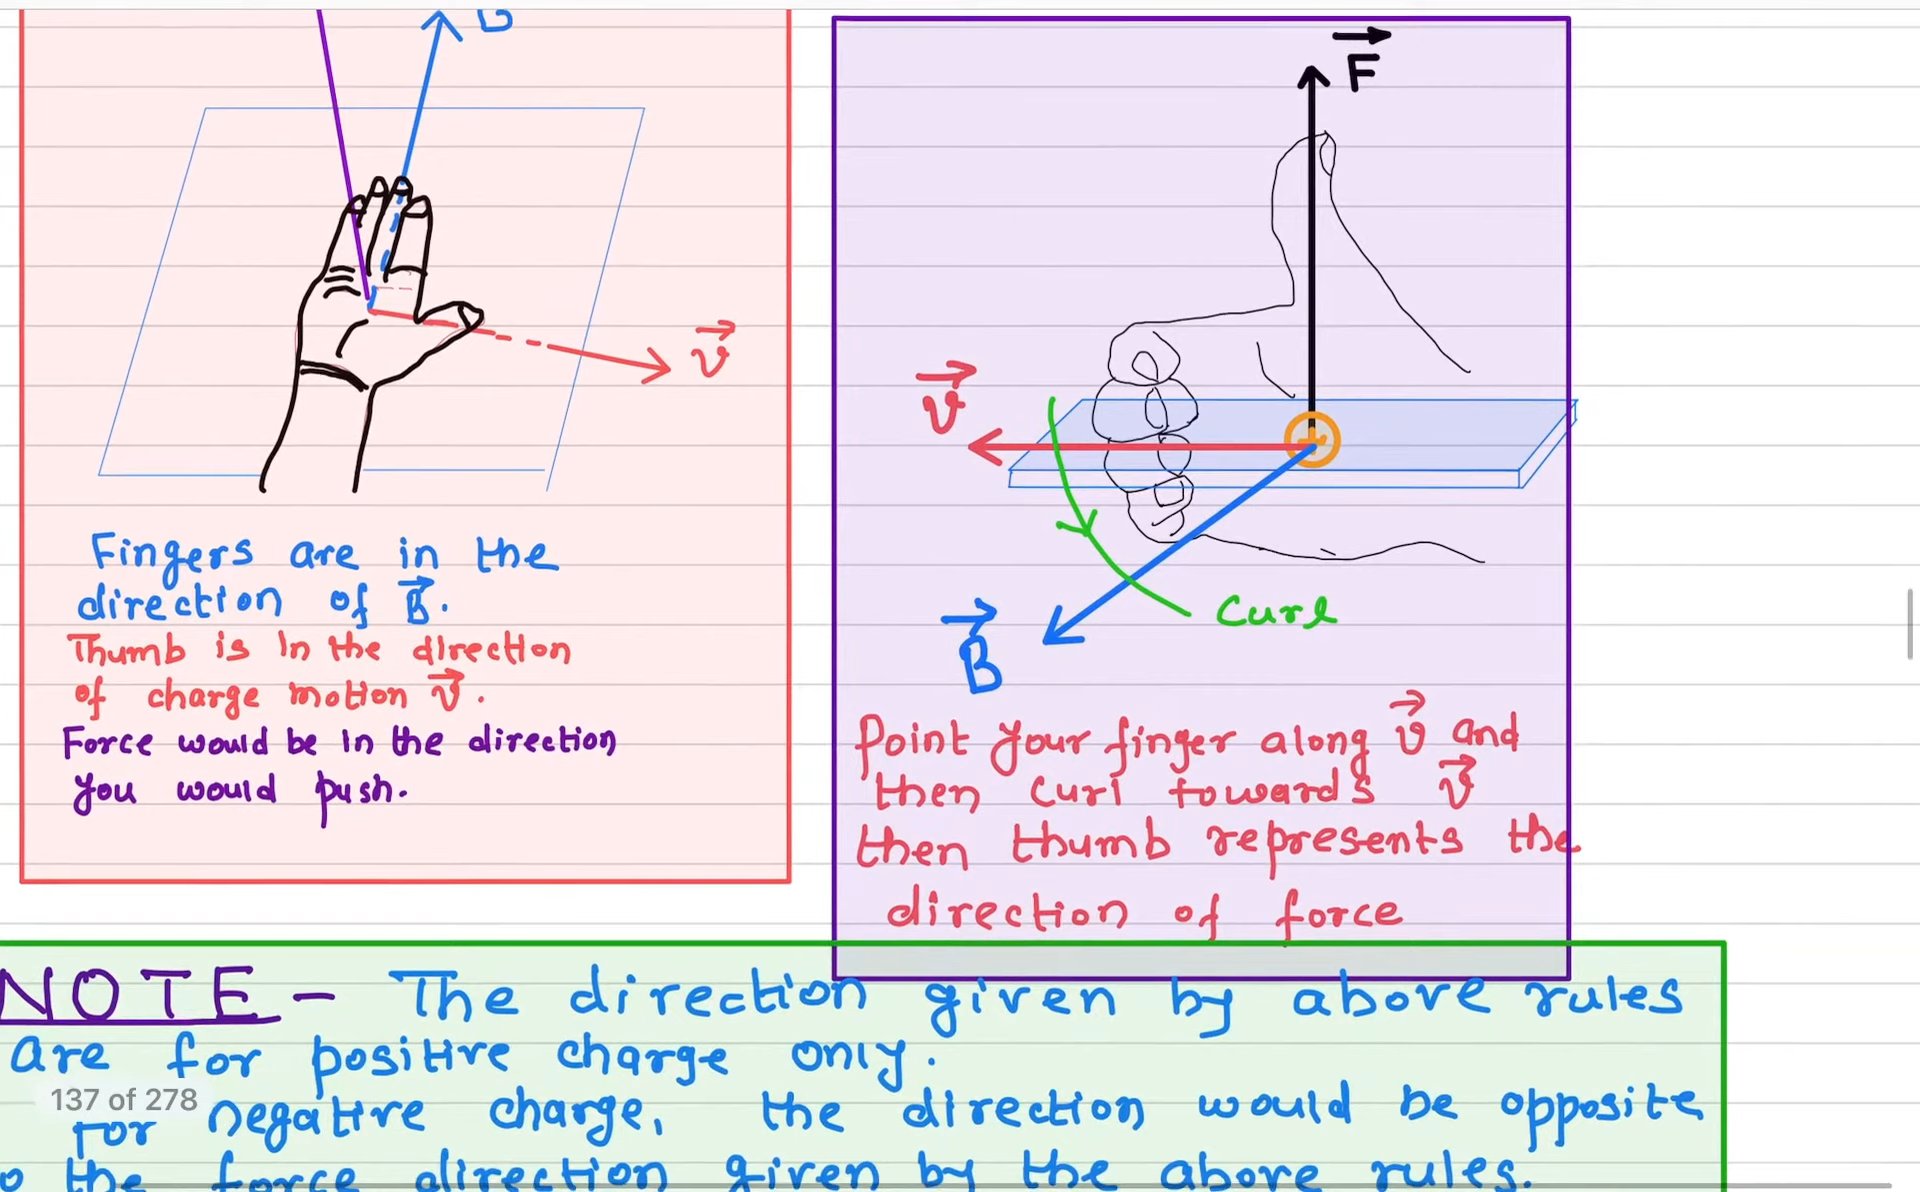 B
v
Fingers are in the
direction of B.
Thumb is in the direction
of charge motion v.
Force would be in the direction
you would push.
F
v
B
Curl
Point your finger along v and
then curl towards v
then thumb represents the
direction of force
NOTE - The direction given by above rules
are for positive charge only.
For negative charge, the direction would be opposite
the force direction given by the above rules.
137 of 278